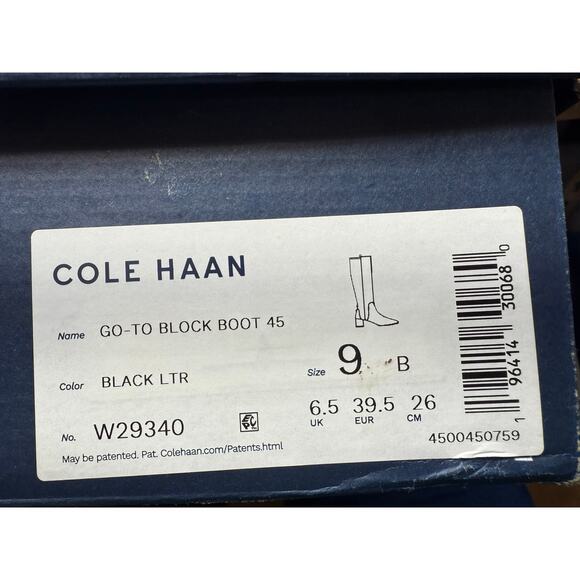 COLE HAAN
Name GO-TO BLOCK BOOT 45
Color BLACK LTR
No. W29340
May be patented. Pat. Colehaan.com/Patents.html
Size 9 B
6.5 39.5 26
UK EUR CM
4500450759
1 96414 30068 0